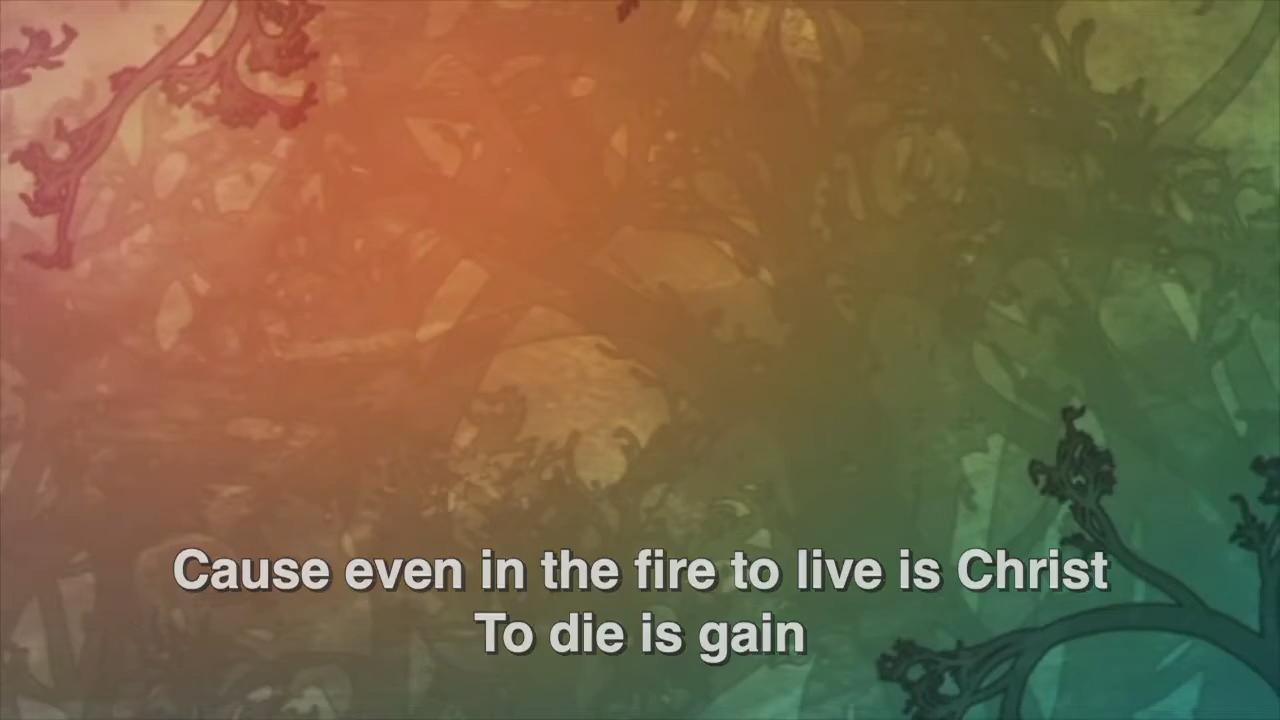 Cause even in the fire to live is Christ
To die is gain